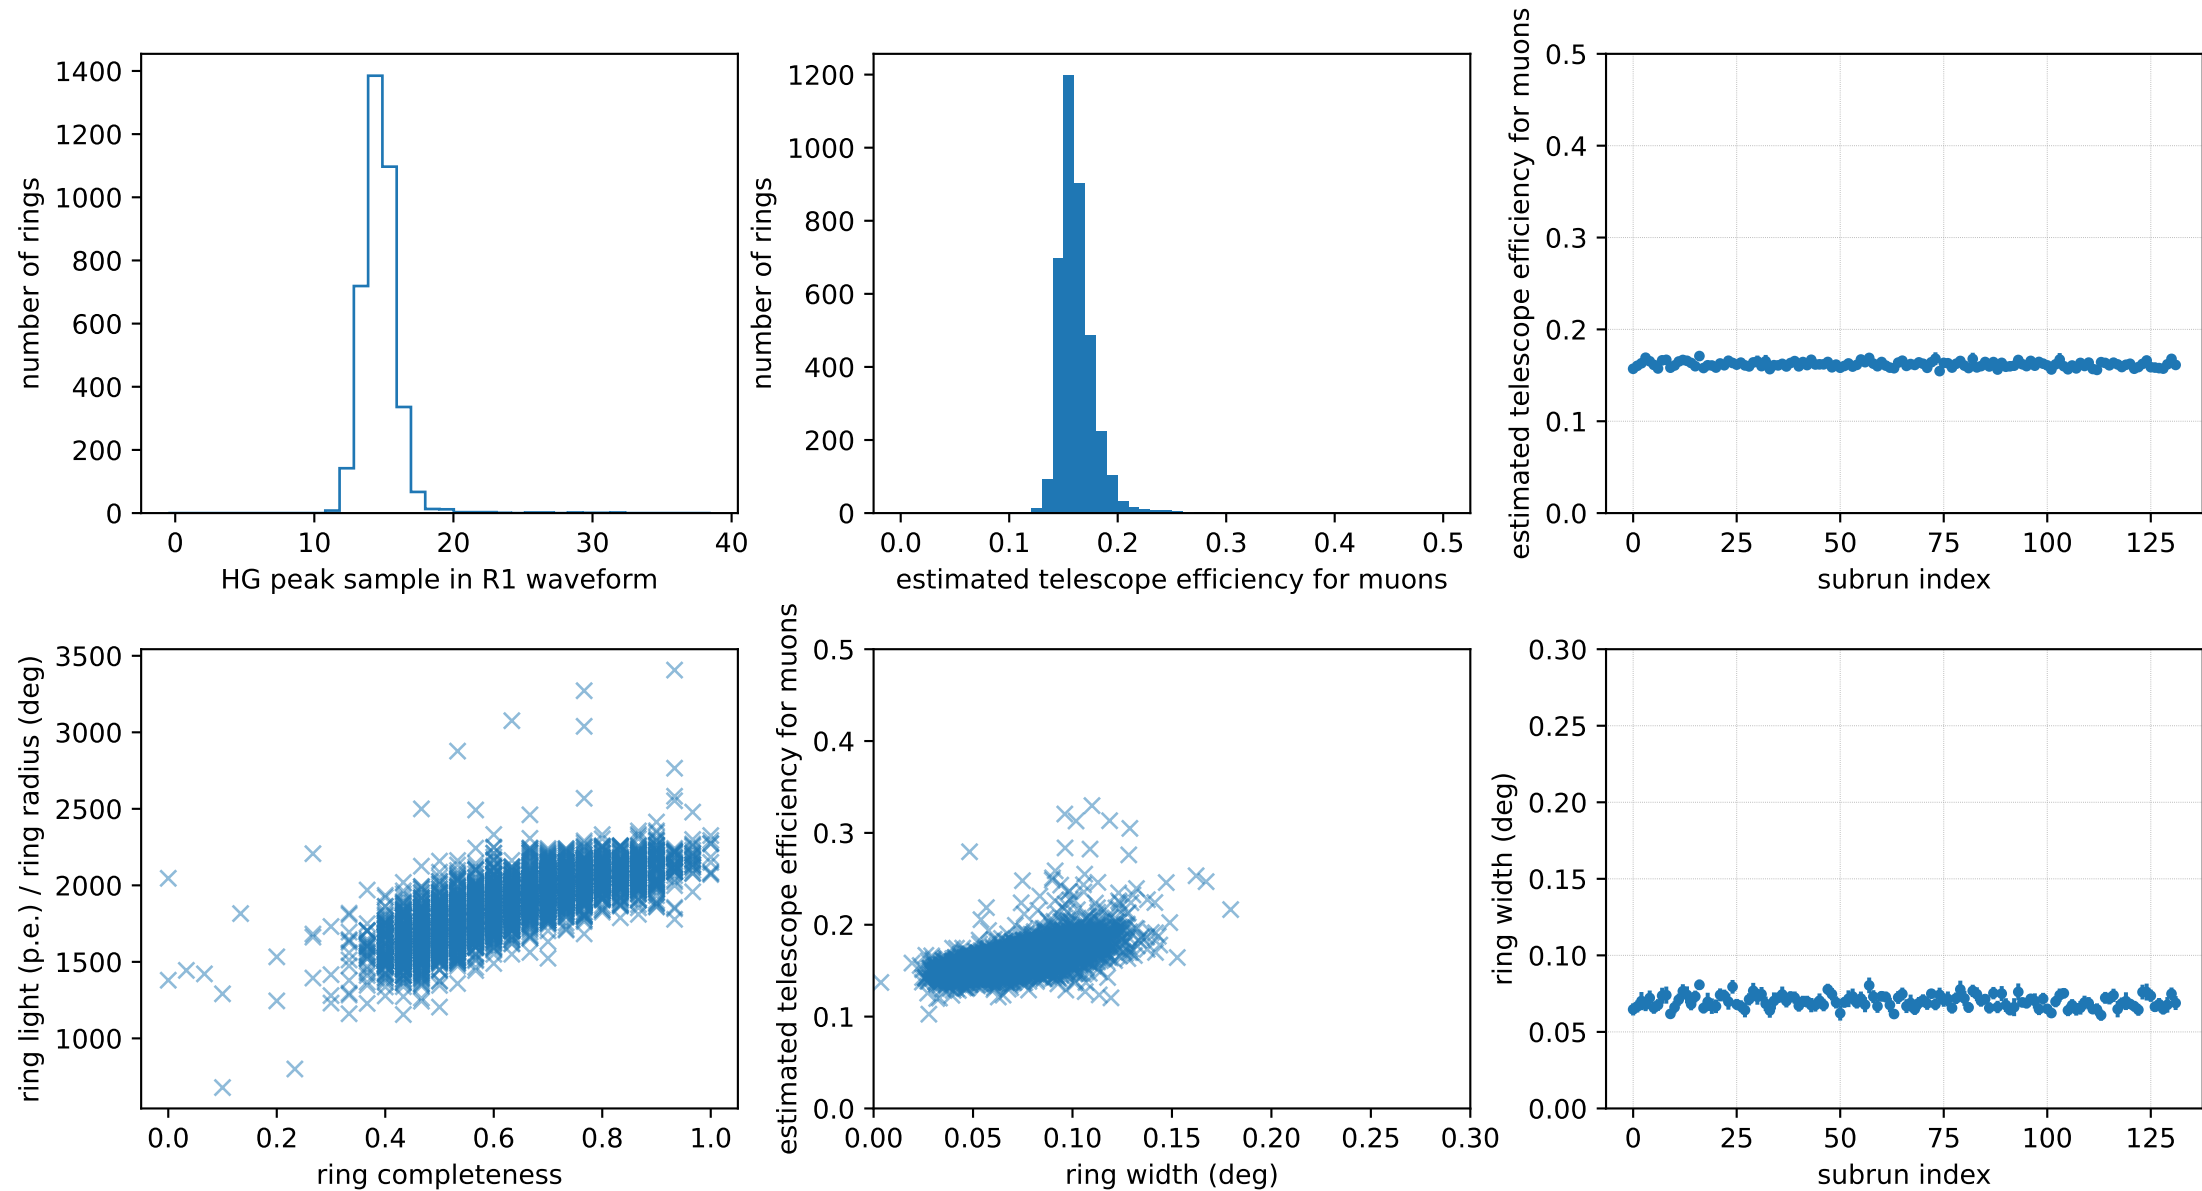 1400
1200
1000
800
600
400
200
0
number of rings
0 10 20 30 40
HG peak sample in R1 waveform
1200
1000
800
600
400
200
0
number of rings
0.0 0.1 0.2 0.3 0.4 0.5
estimated telescope efficiency for muons
0.5
0.4
0.3
0.2
0.1
0.0
estimated telescope efficiency for muons
0 25 50 75 100 125
subrun index
3500
3000
2500
2000
1500
1000
ring light (p.e.) / ring radius (deg)
0.0 0.2 0.4 0.6 0.8 1.0
ring completeness
0.5
0.4
0.3
0.2
0.1
0.0
estimated telescope efficiency for muons
0.00 0.05 0.10 0.15 0.20 0.25 0.30
ring width (deg)
0.30
0.25
0.20
0.15
0.10
0.05
0.00
ring width (deg)
0 25 50 75 100 125
subrun index